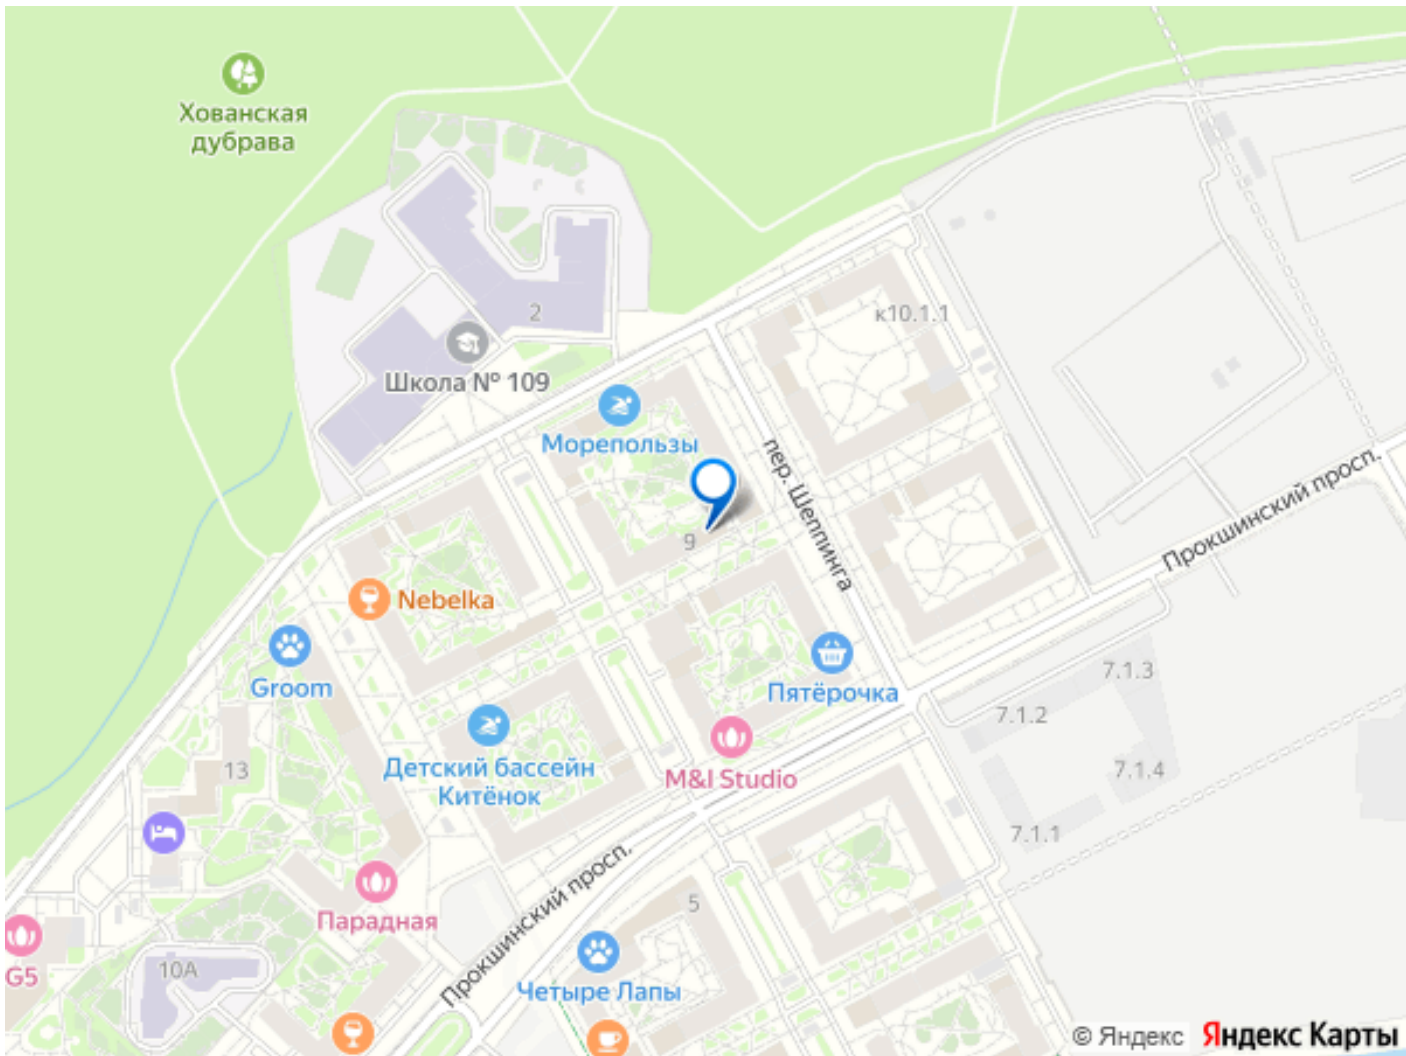 Хованская
дубрава
к10.1.1
2
Школа № 109
Морепользы
пер. Шеппинга
Прокшинский просп.
9
Nebelka
Groom
Пятёрочка
7.1.3
7.1.2
7.1.4
7.1.1
M&I Studio
Детский бассейн
Китёнок
13
Прокшинский просп.
Парадная
5
G5
10А
Четыре Лапы
© Яндекс Яндекс Карты